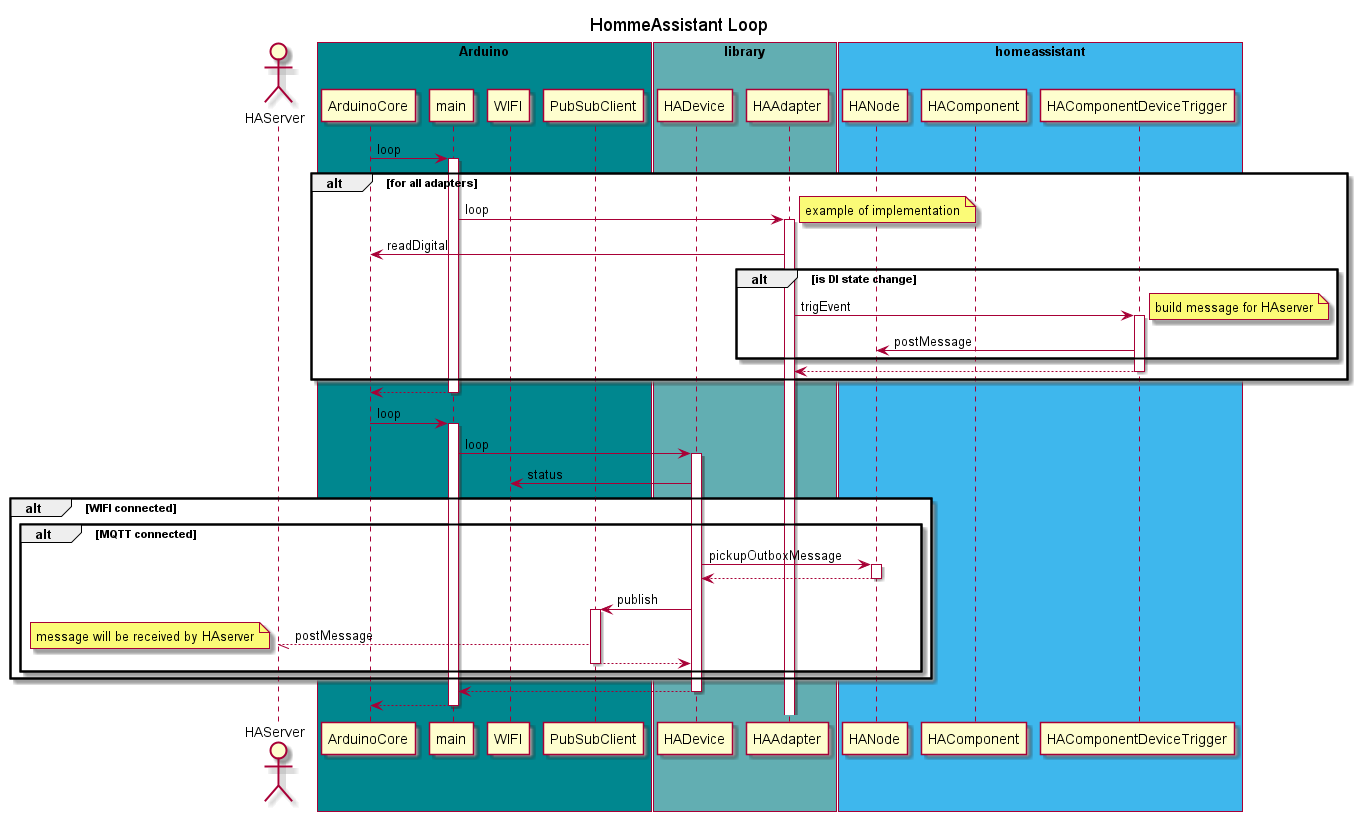 HommeAssistant Loop
Arduino
library
homeassistant
HAServer
ArduinoCore
main
WIFI
PubSubClient
HADevice
HAAdapter
HANode
HAComponent
HAComponentDeviceTrigger
loop
alt
[for all adapters]
loop
example of implementation
readDigital
alt
[is DI state change]
trigEvent
build message for HAserver
postMessage
loop
loop
status
alt
[WIFI connected]
alt
[MQTT connected]
pickupOutboxMessage
publish
message will be received by HAserver
postMessage
HAServer
ArduinoCore
main
WIFI
PubSubClient
HADevice
HAAdapter
HANode
HAComponent
HAComponentDeviceTrigger